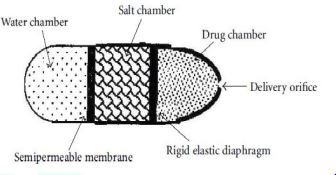 Salt chamber
Water chamber
Drug chamber
Delivery orifice
Rigid elastic diaphragm
Semipermeable membrane